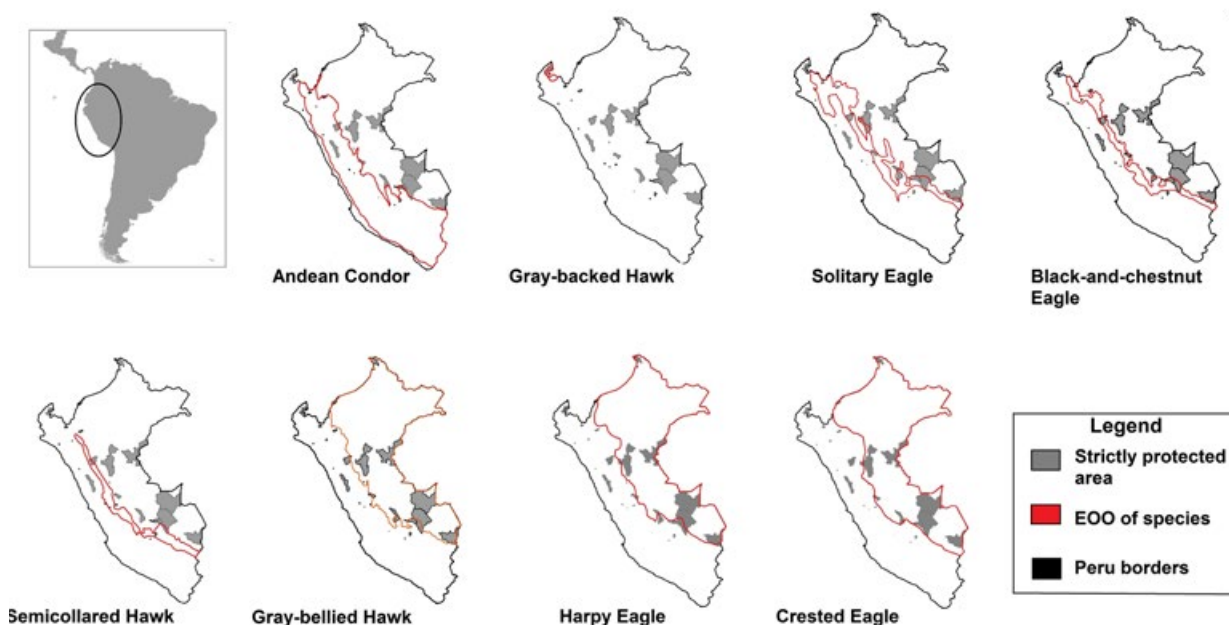 Andean Condor
Gray-backed Hawk
Solitary Eagle
Black-and-chestnut
Eagle
Semicollared Hawk
Gray-bellied Hawk
Harpy Eagle
Crested Eagle
Legend
Strictly protected
area
EOO of species
Peru borders